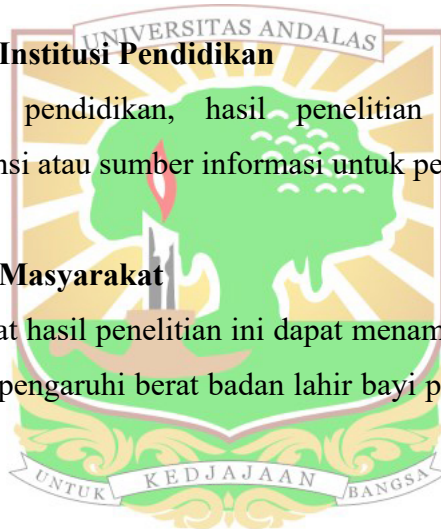 UNIVERSITAS ANDALAS
Institusi Pendidikan
pendidikan, hasil penelitian
nsi atau sumber informasi untuk pe
Masyarakat
at hasil penelitian ini dapat menam
pengaruhi berat badan lahir bayi p
UNTUK KEDJAJAAN BANGSA